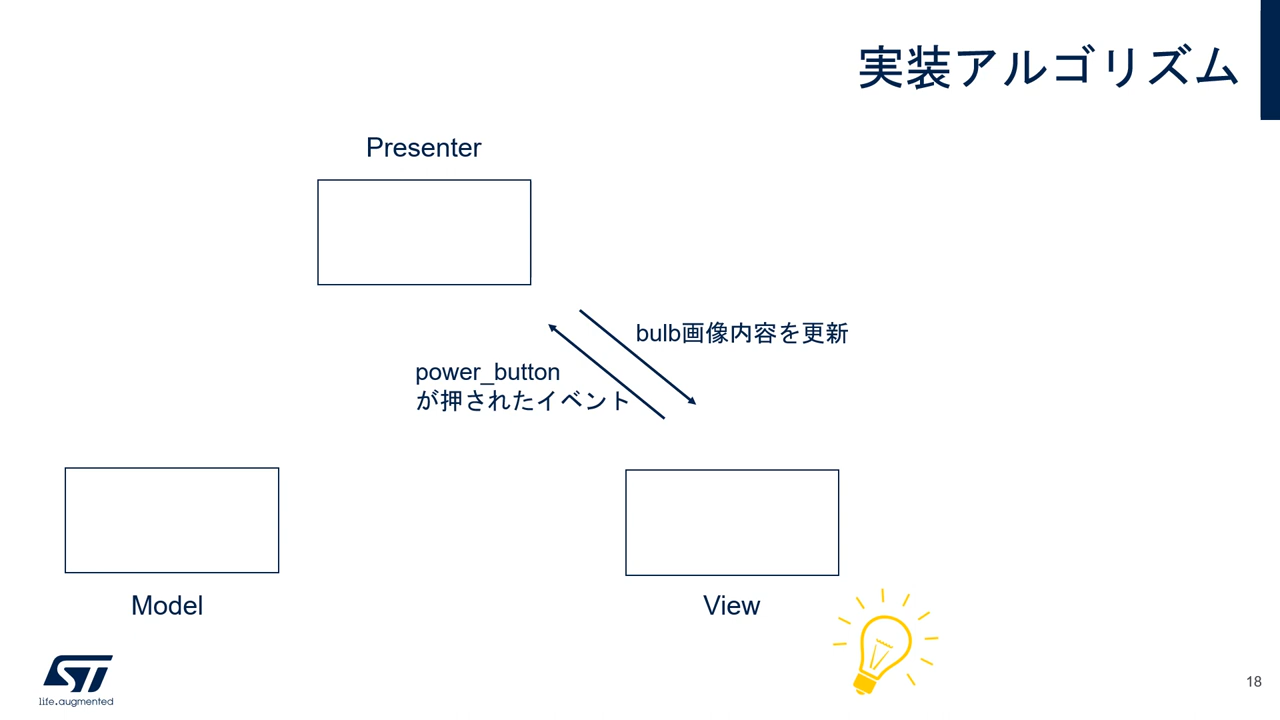 実装アルゴリズム
Presenter
bulb画像内容を更新
power_button
が押されたイベント
Model
View
ST
life.augmented
18